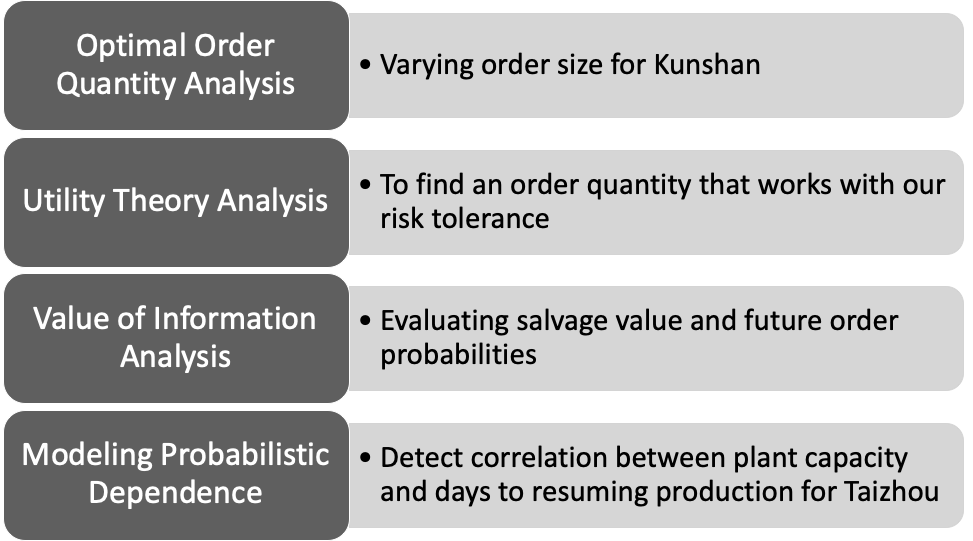 Optimal Order
Quantity Analysis
• Varying order size for Kunshan
Utility Theory Analysis
• To find an order quantity that works with our
risk tolerance
Value of Information
Analysis
• Evaluating salvage value and future order
probabilities
Modeling Probabilistic
Dependence
• Detect correlation between plant capacity
and days to resuming production for Taizhou